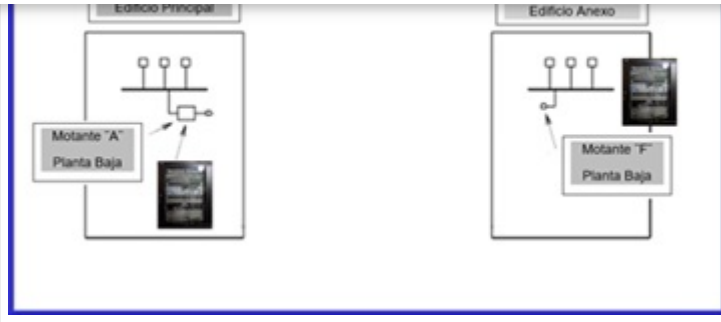 Edificio Principal
Edificio Anexo
Motante ¨A¨
Planta Baja
Motante ¨F¨
Planta Baja